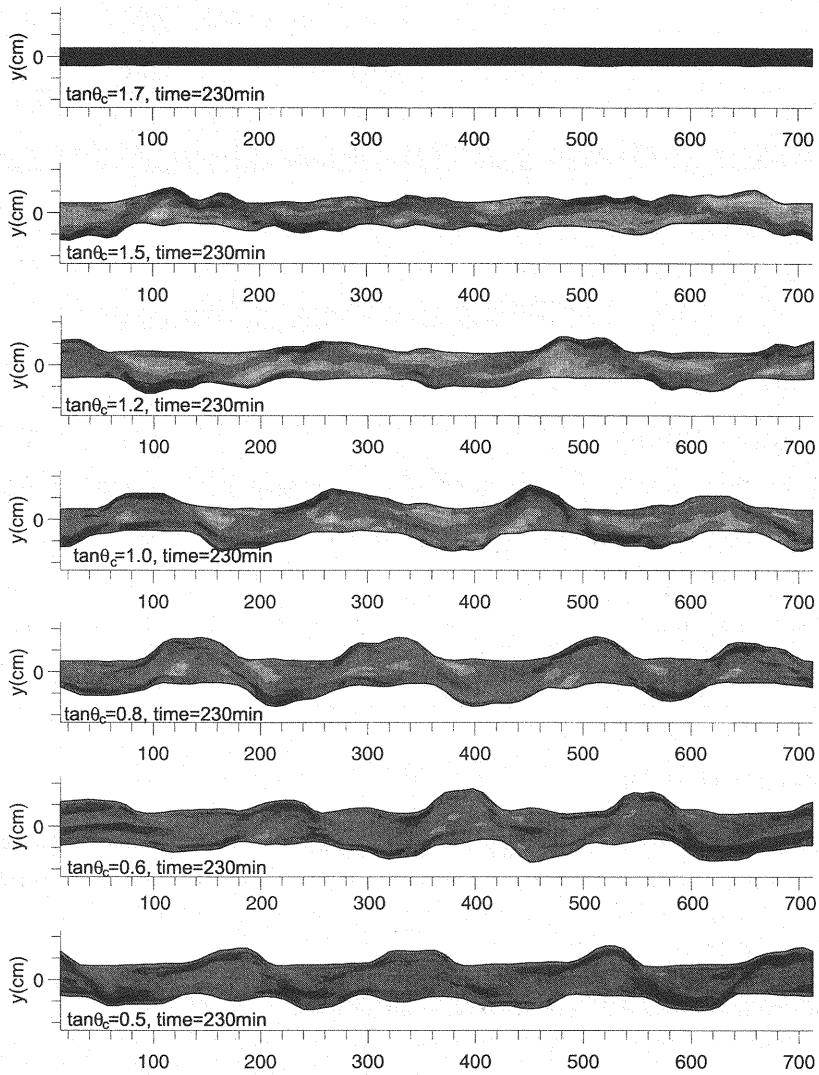 y(cm)
0
tanθc=1.7, time=230min
100 200 300 400 500 600 700
y(cm)
0
tanθc=1.5, time=230min
100 200 300 400 500 600 700
y(cm)
0
tanθc=1.2, time=230min
100 200 300 400 500 600 700
y(cm)
0
tanθc=1.0, time=230min
100 200 300 400 500 600 700
y(cm)
0
tanθc=0.8, time=230min
100 200 300 400 500 600 700
y(cm)
0
tanθc=0.6, time=230min
100 200 300 400 500 600 700
y(cm)
0
tanθc=0.5, time=230min
100 200 300 400 500 600 700